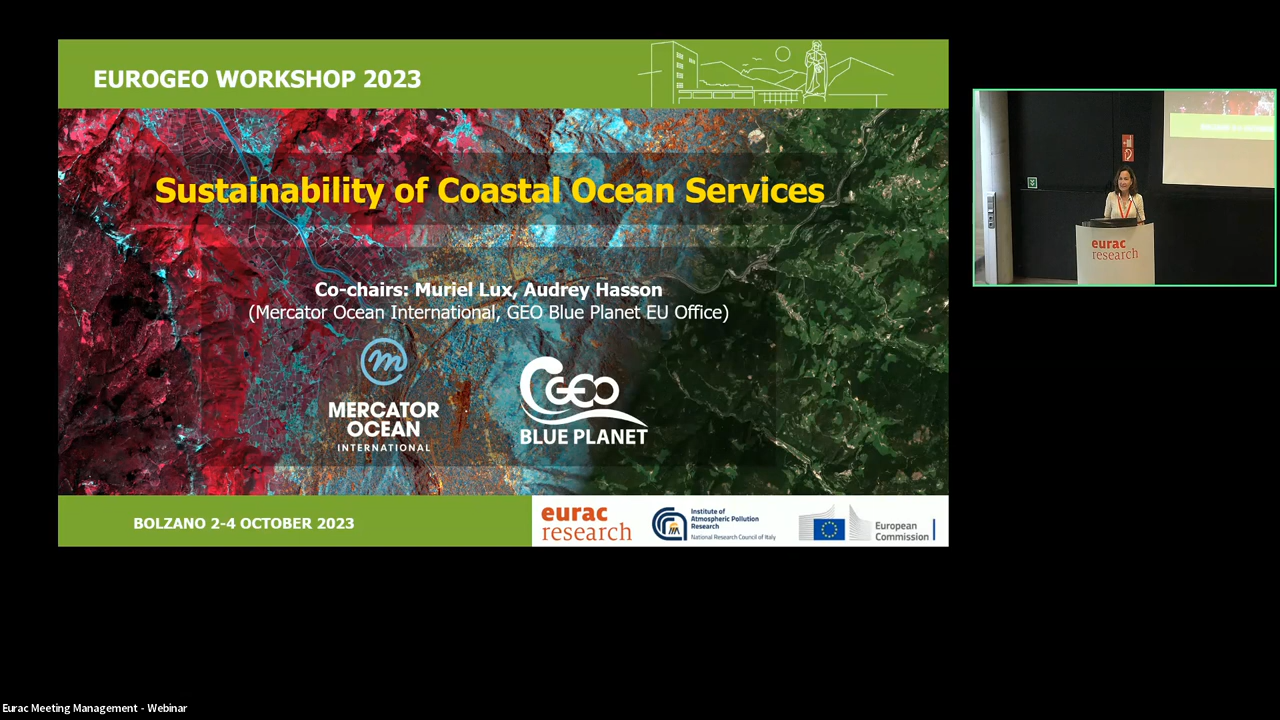 EUROGEO WORKSHOP 2023
Sustainability of Coastal Ocean Services
Co-chairs: Muriel Lux, Audrey Hasson
(Mercator Ocean International, GEO Blue Planet EU Office)
MERCATOR
OCEAN
INTERNATIONAL
GEO
BLUE PLANET
BOLZANO 2-4 OCTOBER 2023
eurac
research
Institute of
Atmospheric Pollution
Research
National Research Council of Italy
European
Commission
eurac
research
Eurac Meeting Management - Webinar